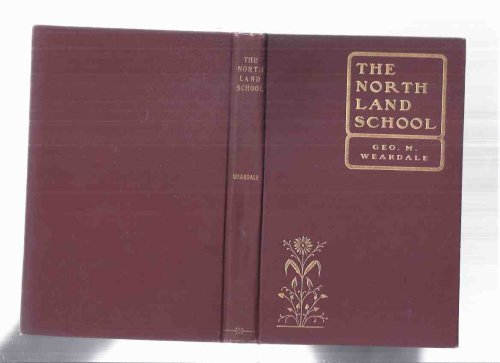 THE
NORTH
LAND
SCHOOL
WEARDALE
THE
NORTH
LAND
SCHOOL
GEO. M.
WEARDALE